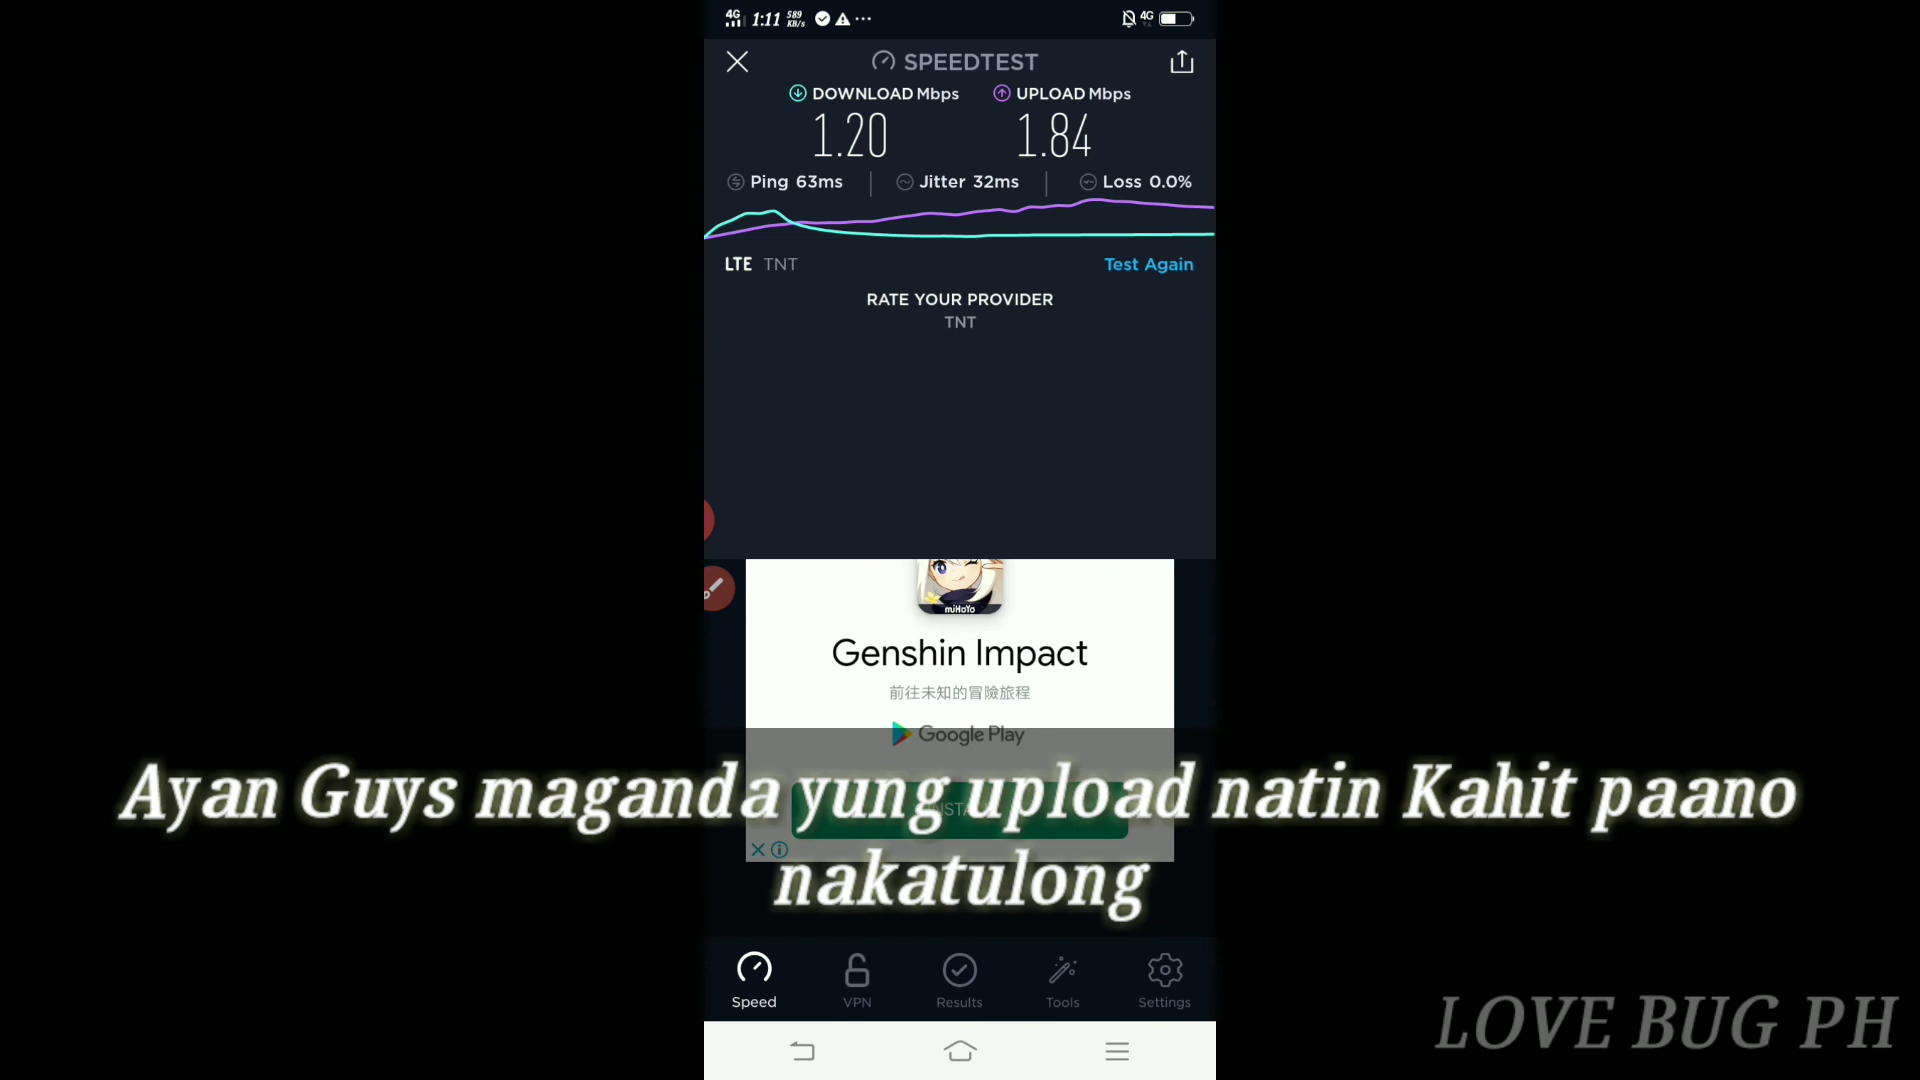 4G 1:11 589 KB/s ... 4G
SPEEDTEST
DOWNLOAD Mbps UPLOAD Mbps
1.20 1.84
Ping 63ms Jitter 32ms Loss 0.0%
LTE TNT Test Again
RATE YOUR PROVIDER
TNT
miHoYo
Genshin Impact
前往未知的冒險旅程
Google Play
Ayan Guys maganda yung upload natin Kahit paano
nakatulong
Speed VPN Results Tools Settings
LOVE BUG PH